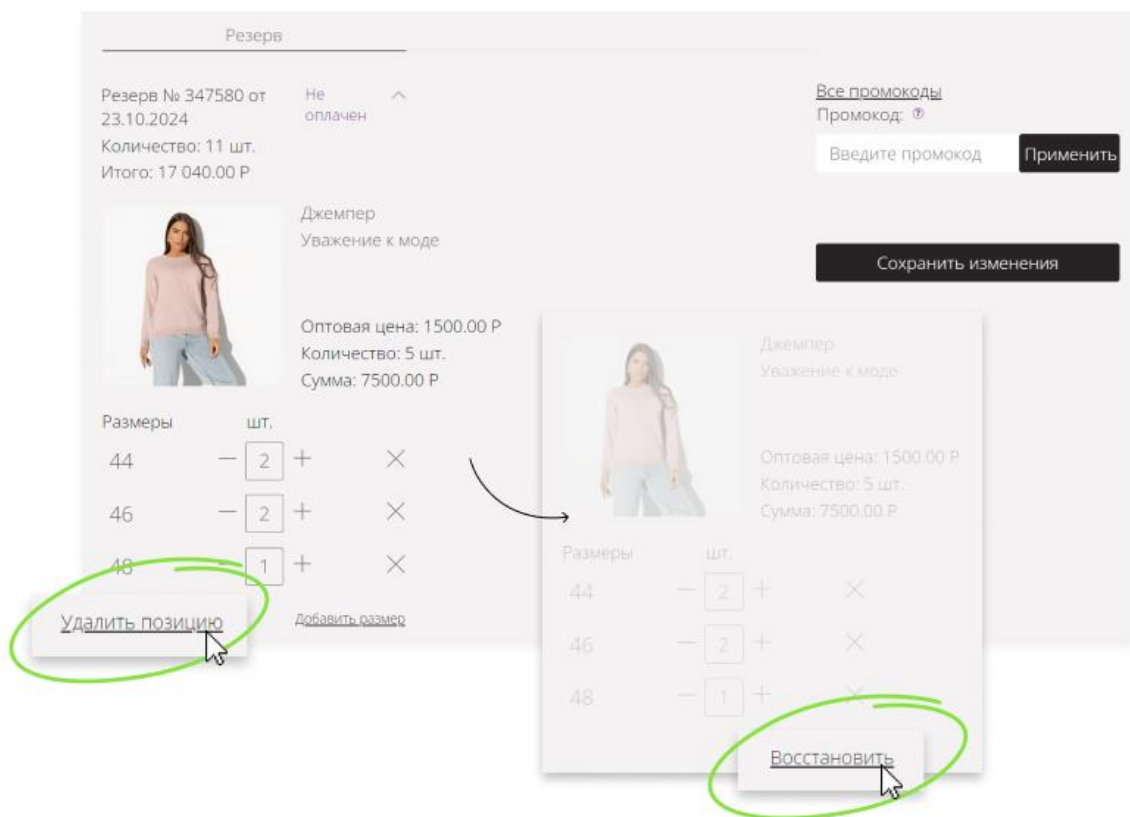 Резерв
Резерв № 347580 от
23.10.2024
Количество: 11 шт.
Итого: 17 040.00 Р
Не
оплачен
Все промокоды
Промокод: ?
Введите промокод
Применить
Сохранить изменения
Джемпер
Уважение к моде
Оптовая цена: 1500.00 Р
Количество: 5 шт.
Сумма: 7500.00 Р
Размеры шт.
44 — 2 + ×
46 — 2 + ×
48 — 1 + ×
Удалить позицию
Добавить размер
Джемпер
Уважение к моде
Оптовая цена: 1500.00 Р
Количество: 5 шт.
Сумма: 7500.00 Р
Размеры шт.
44 — 2 + ×
46 — 2 + ×
48 — 1 + ×
Восстановить